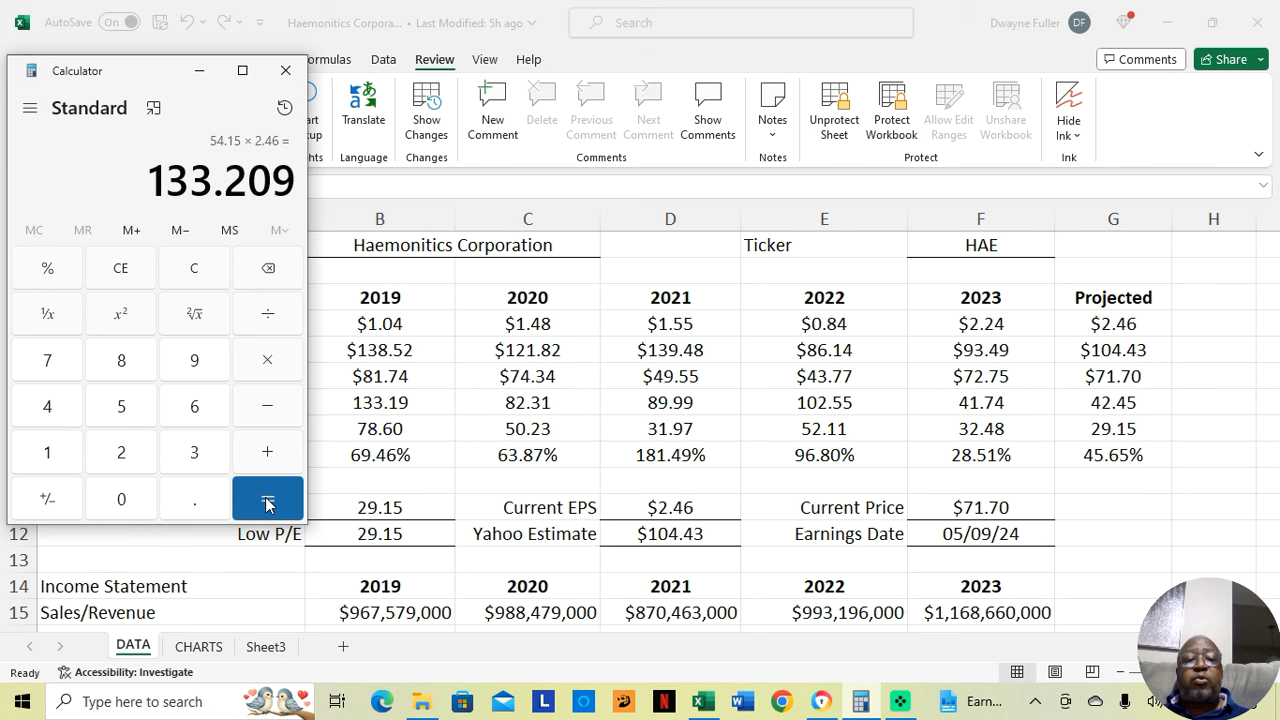 AutoSave On
Haemonitics Corpora... • Last Modified: 5h ago
Search
Dwayne Fuller DF
ormulas Data Review View Help
Comments Share
Translate
Show Changes
New Comment
Delete
Previous Comment
Next Comment
Show Comments
Notes
Unprotect Sheet
Protect Workbook
Allow Edit Ranges
Unshare Workbook
Hide Ink
Language Changes Comments Notes Protect Ink
Calculator
Standard
54.15 × 2.46 =
133.209
MC MR M+ M− MS M
% CE C
¹/x x² ²√x ÷
7 8 9 ×
4 5 6 −
1 2 3 +
+/− 0 . =
B C D E F G H
Haemonitics Corporation Ticker HAE
2019 2020 2021 2022 2023 Projected
$1.04 $1.48 $1.55 $0.84 $2.24 $2.46
$138.52 $121.82 $139.48 $86.14 $93.49 $104.43
$81.74 $74.34 $49.55 $43.77 $72.75 $71.70
133.19 82.31 89.99 102.55 41.74 42.45
78.60 50.23 31.97 52.11 32.48 29.15
69.46% 63.87% 181.49% 96.80% 28.51% 45.65%
29.15 Current EPS $2.46 Current Price $71.70
12 Low P/E 29.15 Yahoo Estimate $104.43 Earnings Date 05/09/24
13
14 Income Statement 2019 2020 2021 2022 2023
15 Sales/Revenue $967,579,000 $988,479,000 $870,463,000 $993,196,000 $1,168,660,000
DATA CHARTS Sheet3
Ready Accessibility: Investigate
Type here to search
Earn...